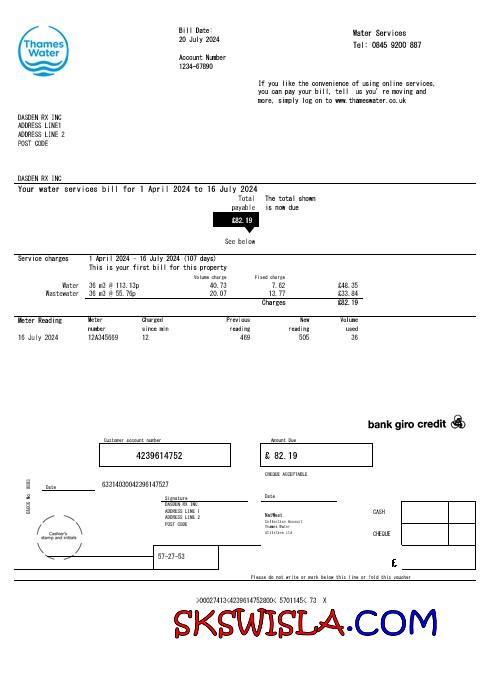 Thames
Water
Bill Date:
20 July 2024
Account Number
1234-67890
Water Services
Tel: 0845 9200 887
If you like the convenience of using online services,
you can pay your bill, tell us you're moving and
more, simply log on to www.thameswater.co.uk
DASDEN RX INC
ADDRESS LINE1
ADDRESS LINE 2
POST CODE
DASDEN RX INC
Your water services bill for 1 April 2024 to 16 July 2024
Total payable The total shown is now due
£82.19
See below
Service charges 1 April 2024 - 16 July 2024 (107 days)
This is your first bill for this property
Volume charge Fixed charge
Water 36 m3 @ 113.13p 40.73 7.62 £48.35
Wastewater 36 m3 @ 55.76p 20.07 13.77 £33.84
Charges £82.19
Meter Reading Meter number Charged since min Previous reading New reading Volume used
16 July 2024 12A345669 12 469 505 36
bank giro credit
Customer account number Amount Due
4239614752 £ 82.19
CHEQUE ACCEPTABLE
Date 63314030042396147527
Signature Date
DASDEN RX INC
ADDRESS LINE 1
ADDRESS LINE 2
POST CODE
NatWest
Collection Account
Thames Water
Utilities Ltd
CASH
CHEQUE
£
Cashier's
stamp and initials
57-27-53
Please do not write or mark below this line or fold this voucher
>00027413<4239614752800< 5701145< 73 X
SKSWISLA.COM